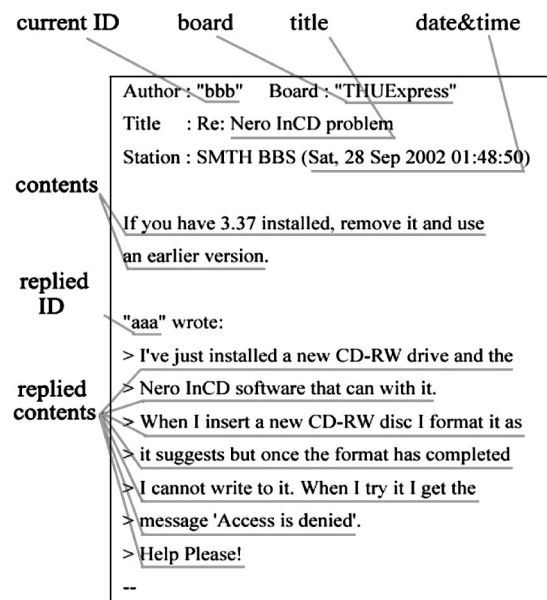 current ID board title date&time
Author : "bbb" Board : "THUExpress"
Title : Re: Nero InCD problem
Station : SMTH BBS (Sat, 28 Sep 2002 01:48:50)
contents
If you have 3.37 installed, remove it and use
an earlier version.
replied
ID
"aaa" wrote:
> I've just installed a new CD-RW drive and the
replied
contents
> Nero InCD software that can with it.
> When I insert a new CD-RW disc I format it as
> it suggests but once the format has completed
> I cannot write to it. When I try it I get the
> message 'Access is denied'.
> Help Please!
--